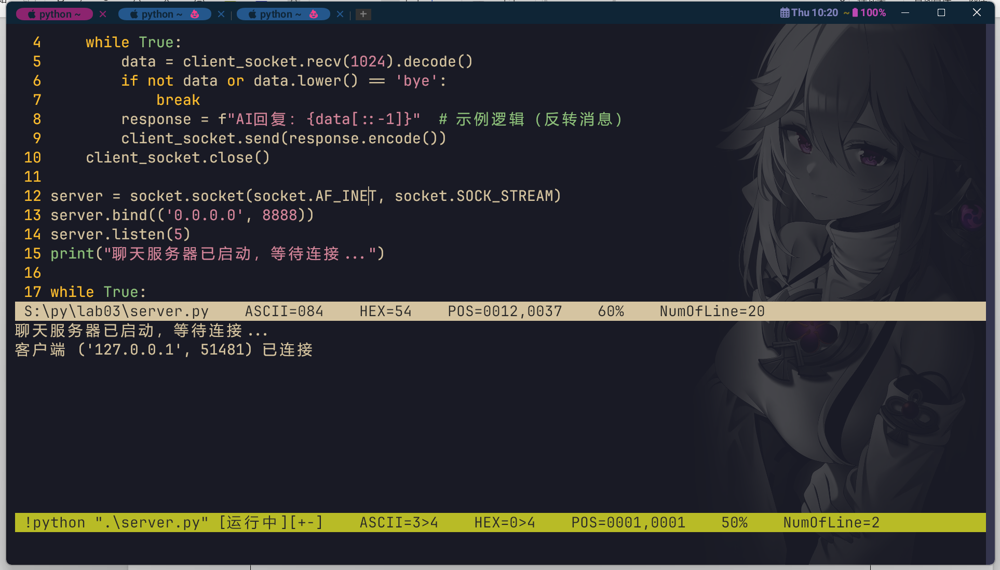 python ~ × python ~ × python ~ × + Thu 10:20 ~ 100%
4     while True:
5         data = client_socket.recv(1024).decode()
6         if not data or data.lower() == 'bye':
7             break
8         response = f"AI回复: {data[::-1]}"  # 示例逻辑 (反转消息)
9         client_socket.send(response.encode())
10     client_socket.close()
11
12 server = socket.socket(socket.AF_INET, socket.SOCK_STREAM)
13 server.bind(('0.0.0.0', 8888))
14 server.listen(5)
15 print("聊天服务器已启动, 等待连接...")
16
17 while True:
S:\py\lab03\server.py ASCII=084 HEX=54 POS=0012,0037 60% NumOfLine=20
聊天服务器已启动, 等待连接...
客户端 ('127.0.0.1', 51481) 已连接
!python ".\server.py" [运行中][+-] ASCII=3>4 HEX=0>4 POS=0001,0001 50% NumOfLine=2